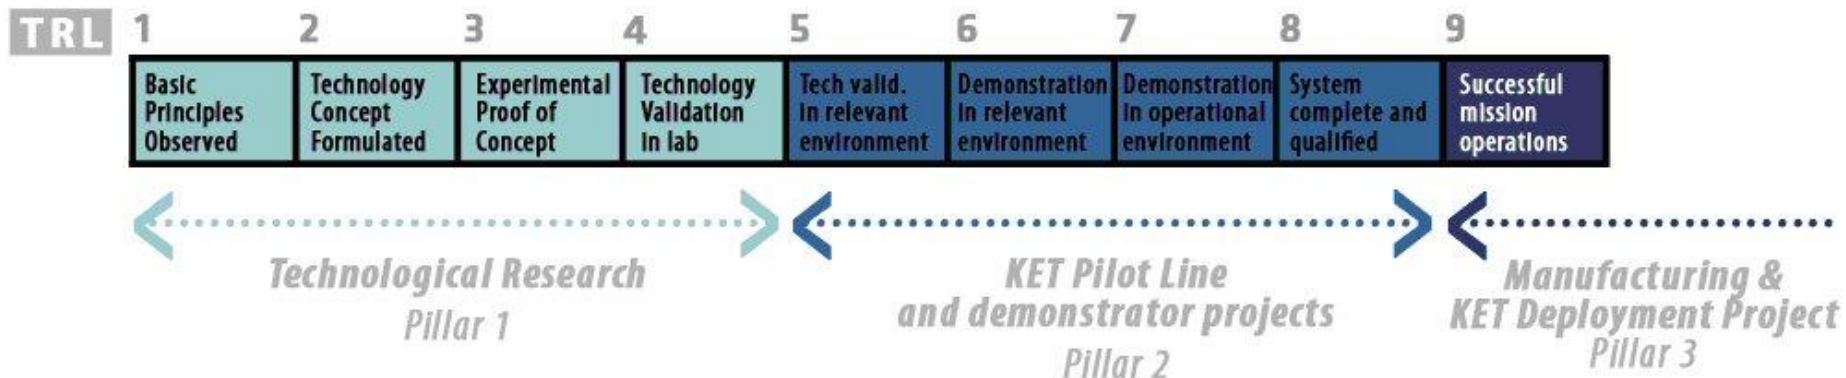 TRL 1 2 3 4 5 6 7 8 9
Basic
Principles
Observed
Technology
Concept
Formulated
Experimental
Proof of
Concept
Technology
Validation
in lab
Tech valid.
in relevant
environment
Demonstration
in relevant
environment
Demonstration
in operational
environment
System
complete and
qualified
Successful
mission
operations
Technological Research
Pillar 1
KET Pilot Line
and demonstrator projects
Pillar 2
Manufacturing &
KET Deployment Project
Pillar 3